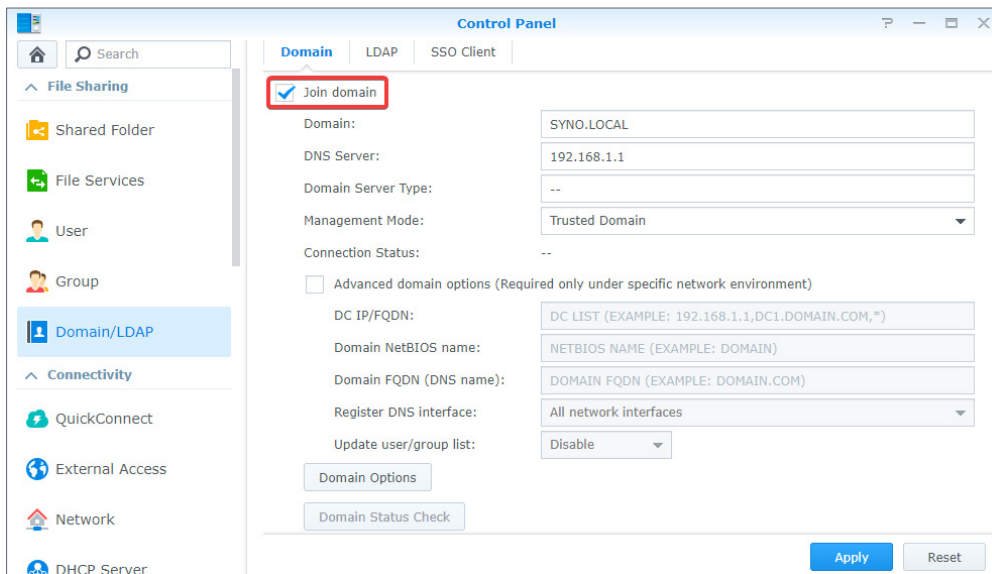 Control Panel
Search
File Sharing
Shared Folder
File Services
User
Group
Domain/LDAP
Connectivity
QuickConnect
External Access
Network
DHCP Server
Domain LDAP SSO Client
Join domain
Domain: SYNO.LOCAL
DNS Server: 192.168.1.1
Domain Server Type: --
Management Mode: Trusted Domain
Connection Status: --
Advanced domain options (Required only under specific network environment)
DC IP/FQDN: DC LIST (EXAMPLE: 192.168.1.1,DC1.DOMAIN.COM,*)
Domain NetBIOS name: NETBIOS NAME (EXAMPLE: DOMAIN)
Domain FQDN (DNS name): DOMAIN FQDN (EXAMPLE: DOMAIN.COM)
Register DNS interface: All network interfaces
Update user/group list: Disable
Domain Options
Domain Status Check
Apply Reset